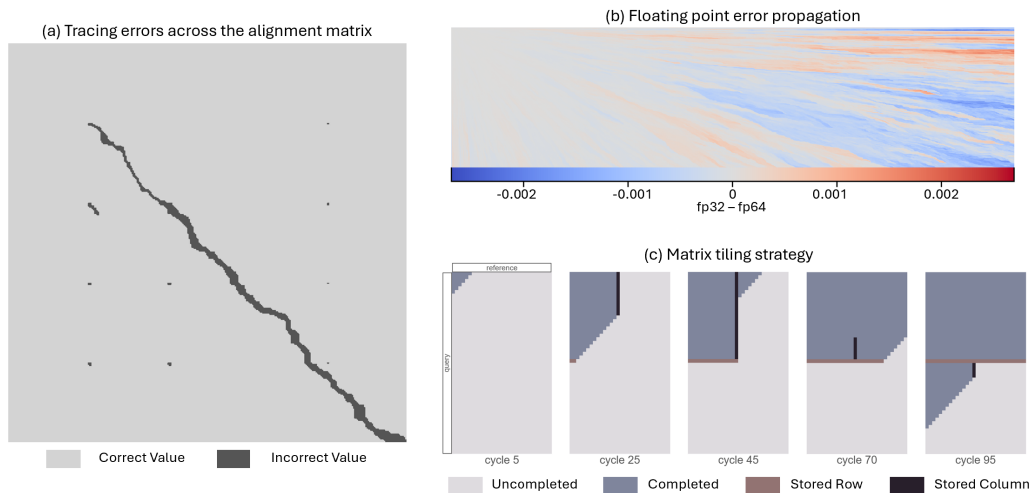 (a) Tracing errors across the alignment matrix
Correct Value
Incorrect Value
(b) Floating point error propagation
-0.002
-0.001
0
0.001
0.002
fp32 – fp64
(c) Matrix tiling strategy
reference
query
cycle 5
cycle 25
cycle 45
cycle 70
cycle 95
Uncompleted
Completed
Stored Row
Stored Column